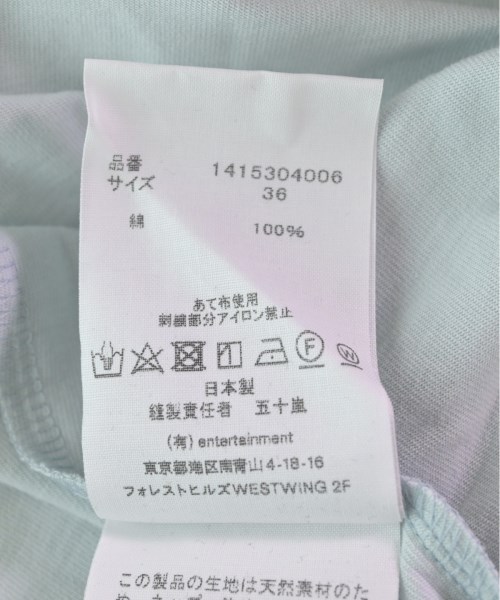 品番 1415304006
サイズ 36
綿 100%
あて布使用
刺繍部分アイロン禁止
F W
日本製
縫製責任者 五十嵐
(有) entertainment
東京都港区南青山4-18-16
フォレストヒルズWESTWING 2F
この製品の生地は天然素材のた